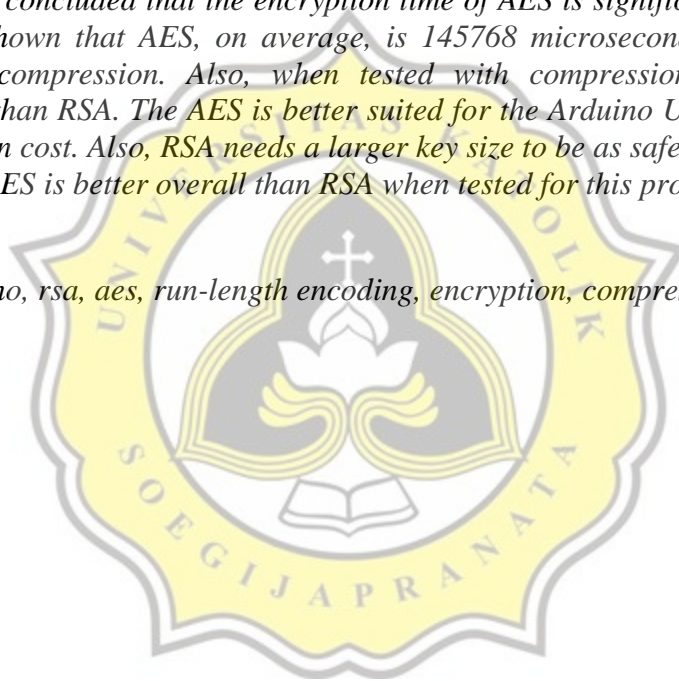 concluded that the encryption time of AES is
hown that AES, on average, is 145768
compression. Also, when tested with compression
than RSA. The AES is better suited for the Arduino U
n cost. Also, RSA needs a larger key size to be as safe
ES is better overall than RSA when tested for this pro
no, rsa, aes, run-length encoding, encryption,
UNIVERSITAS KATOLIK
SOEGIJAPRANATA